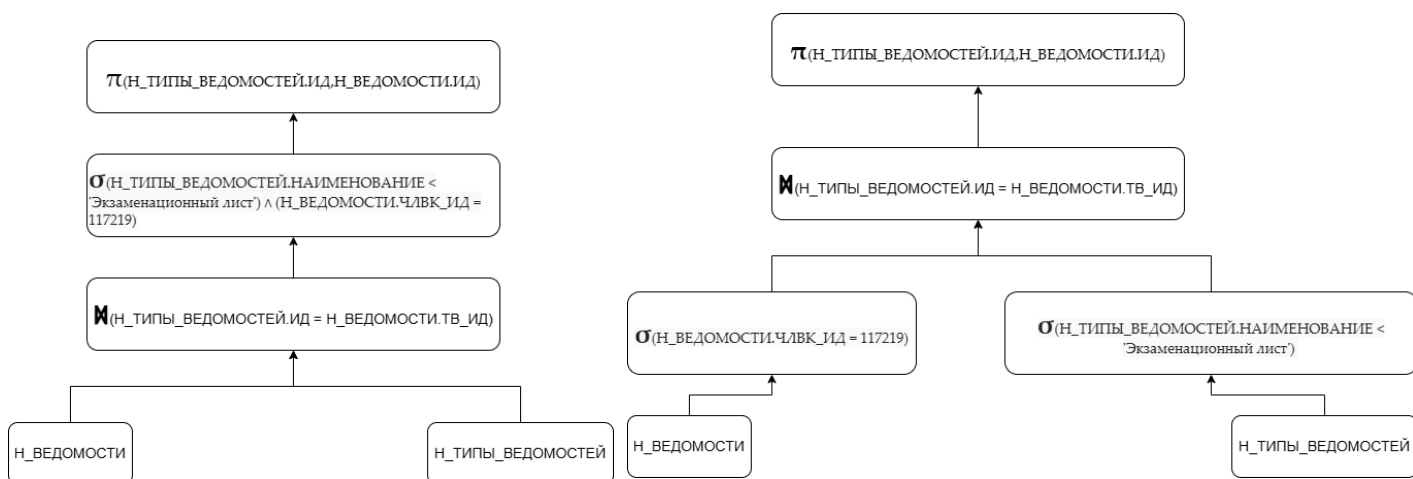 π(Н_ТИПЫ_ВЕДОМОСТЕЙ.ИД,Н_ВЕДОМОСТИ.ИД)
σ(Н_ТИПЫ_ВЕДОМОСТЕЙ.НАИМЕНОВАНИЕ <
'Экзаменационный лист') ∧ (Н_ВЕДОМОСТИ.ЧЛВК_ИД =
117219)
⋈(Н_ТИПЫ_ВЕДОМОСТЕЙ.ИД = Н_ВЕДОМОСТИ.ТВ_ИД)
Н_ВЕДОМОСТИ
Н_ТИПЫ_ВЕДОМОСТЕЙ
π(Н_ТИПЫ_ВЕДОМОСТЕЙ.ИД,Н_ВЕДОМОСТИ.ИД)
⋈(Н_ТИПЫ_ВЕДОМОСТЕЙ.ИД = Н_ВЕДОМОСТИ.ТВ_ИД)
σ(Н_ВЕДОМОСТИ.ЧЛВК_ИД = 117219)
σ(Н_ТИПЫ_ВЕДОМОСТЕЙ.НАИМЕНОВАНИЕ <
'Экзаменационный лист')
Н_ВЕДОМОСТИ
Н_ТИПЫ_ВЕДОМОСТЕЙ